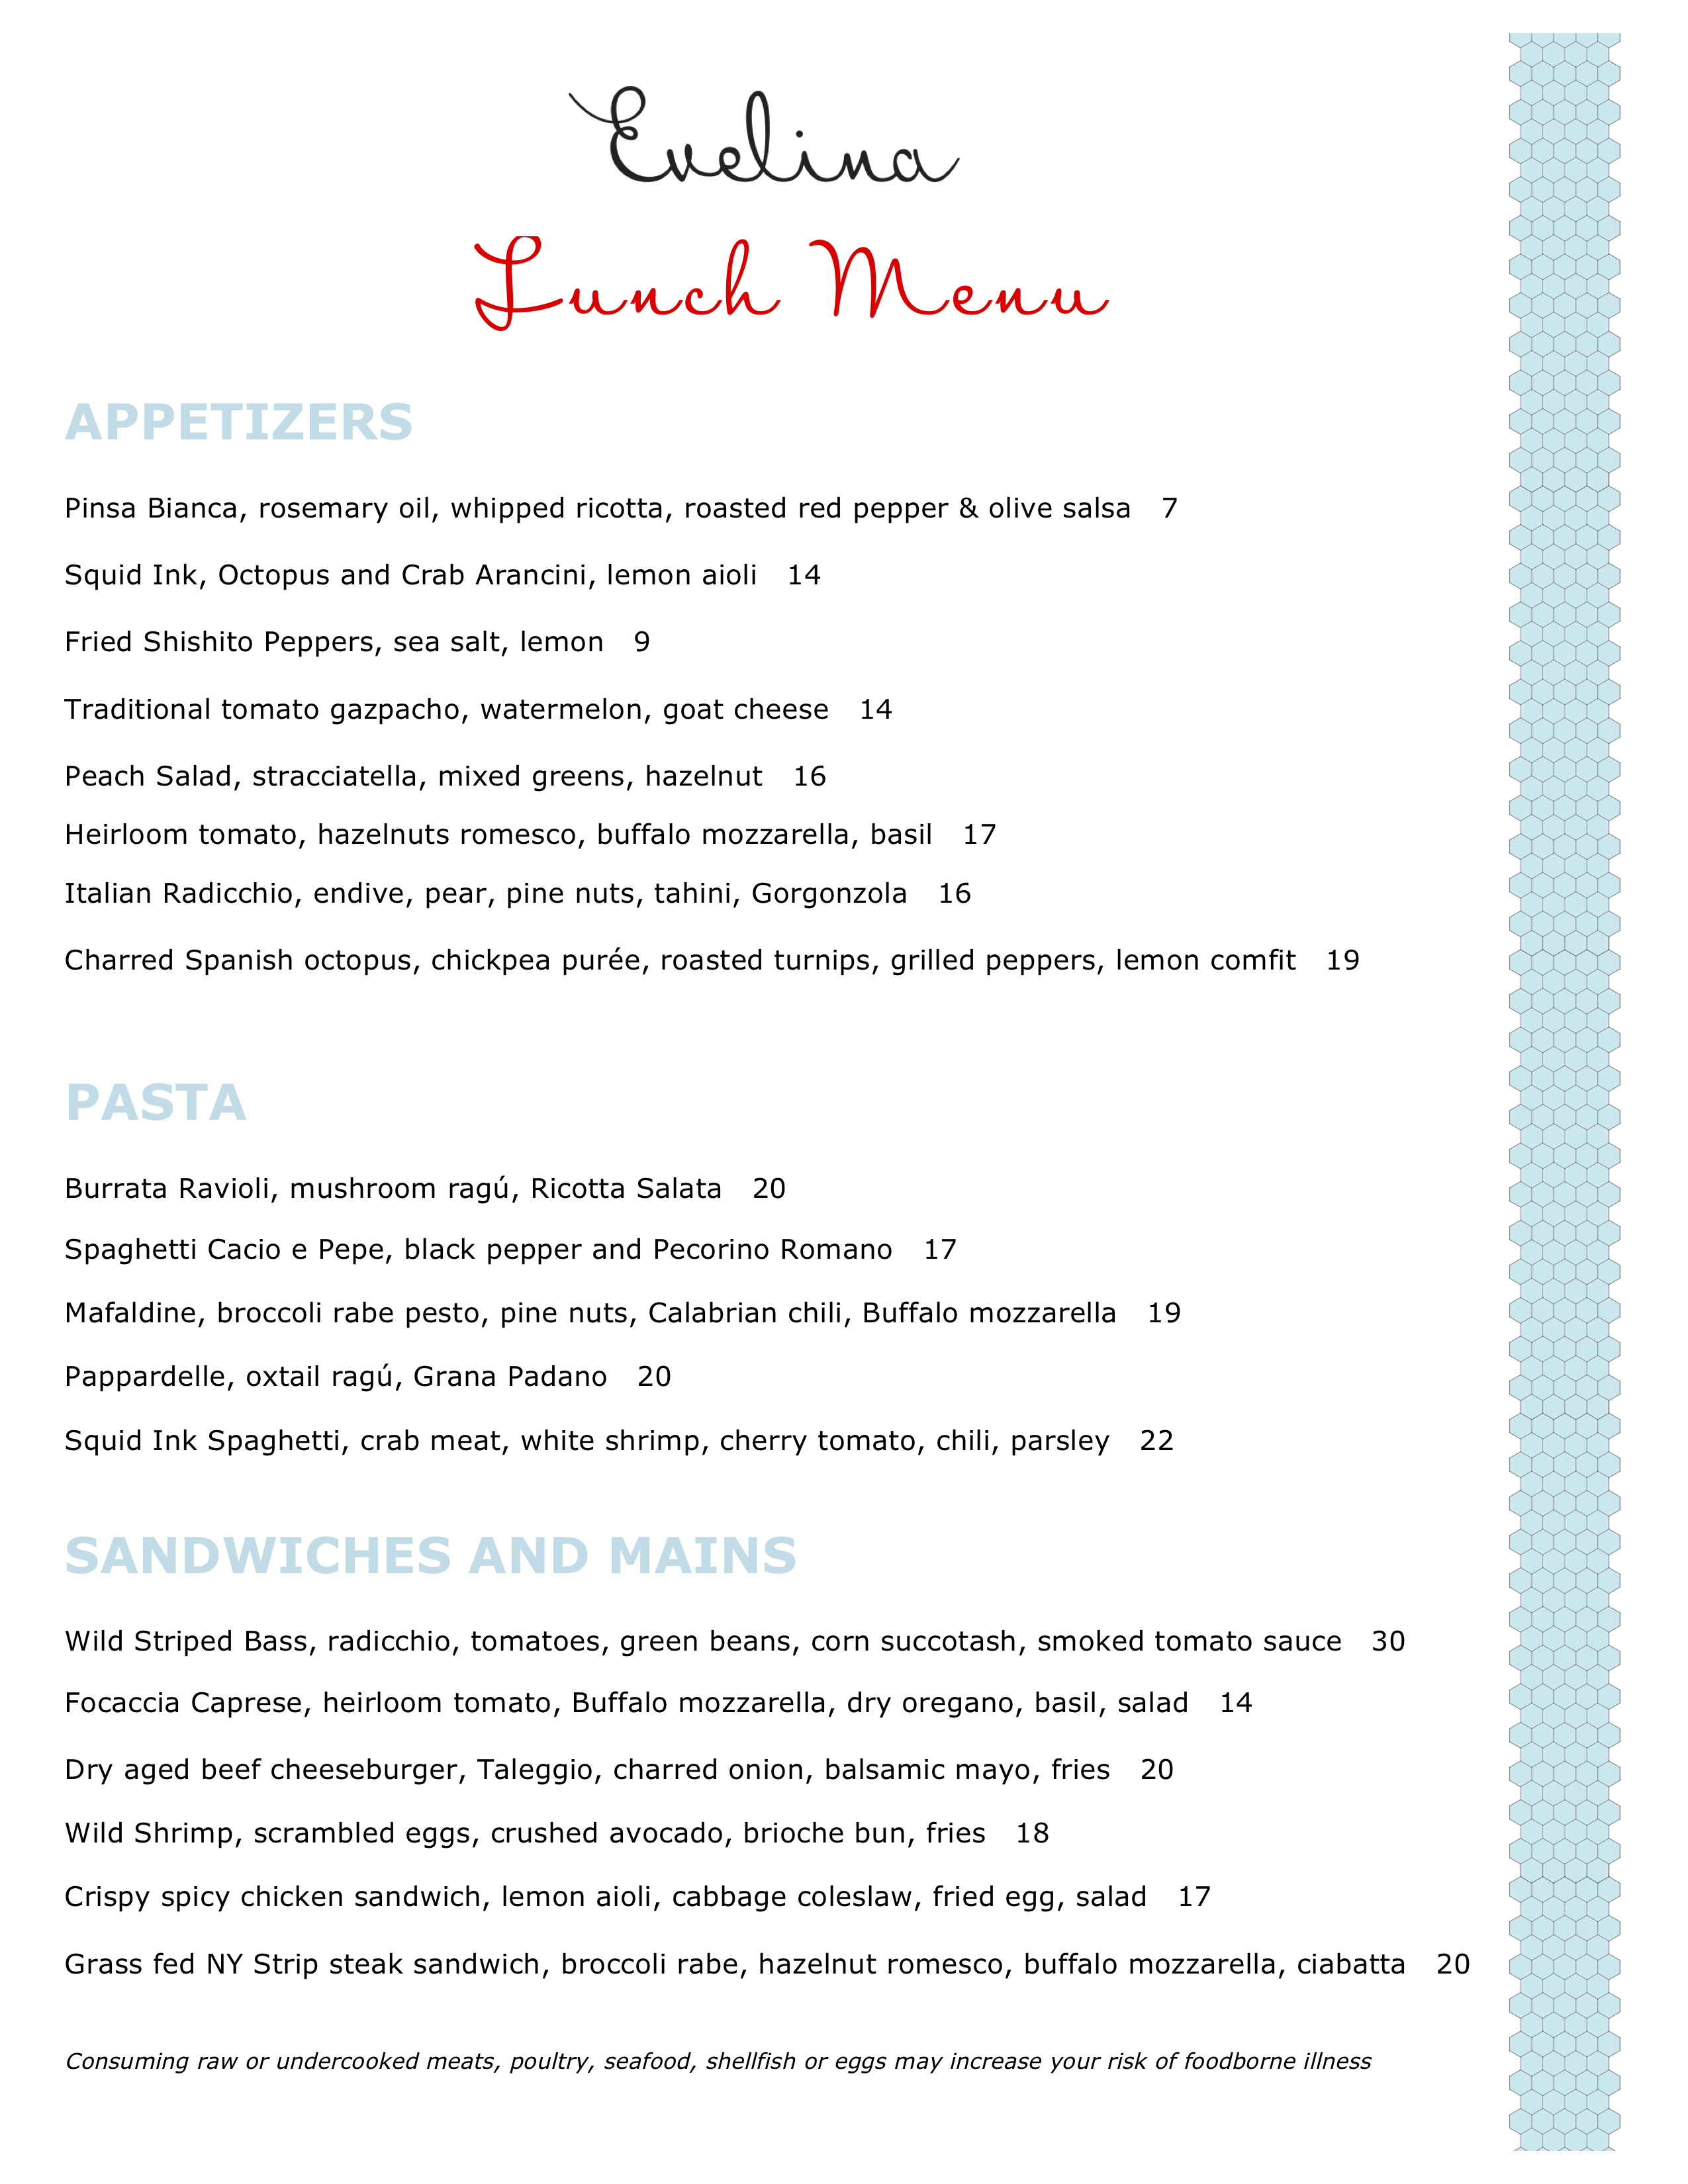 Evelina
Lunch Menu
APPETIZERS
Pinsa Bianca, rosemary oil, whipped ricotta, roasted red pepper & olive salsa 7
Squid Ink, Octopus and Crab Arancini, lemon aioli 14
Fried Shishito Peppers, sea salt, lemon 9
Traditional tomato gazpacho, watermelon, goat cheese 14
Peach Salad, stracciatella, mixed greens, hazelnut 16
Heirloom tomato, hazelnuts romesco, buffalo mozzarella, basil 17
Italian Radicchio, endive, pear, pine nuts, tahini, Gorgonzola 16
Charred Spanish octopus, chickpea purée, roasted turnips, grilled peppers, lemon comfit 19
PASTA
Burrata Ravioli, mushroom ragú, Ricotta Salata 20
Spaghetti Cacio e Pepe, black pepper and Pecorino Romano 17
Mafaldine, broccoli rabe pesto, pine nuts, Calabrian chili, Buffalo mozzarella 19
Pappardelle, oxtail ragú, Grana Padano 20
Squid Ink Spaghetti, crab meat, white shrimp, cherry tomato, chili, parsley 22
SANDWICHES AND MAINS
Wild Striped Bass, radicchio, tomatoes, green beans, corn succotash, smoked tomato sauce 30
Focaccia Caprese, heirloom tomato, Buffalo mozzarella, dry oregano, basil, salad 14
Dry aged beef cheeseburger, Taleggio, charred onion, balsamic mayo, fries 20
Wild Shrimp, scrambled eggs, crushed avocado, brioche bun, fries 18
Crispy spicy chicken sandwich, lemon aioli, cabbage coleslaw, fried egg, salad 17
Grass fed NY Strip steak sandwich, broccoli rabe, hazelnut romesco, buffalo mozzarella, ciabatta 20
Consuming raw or undercooked meats, poultry, seafood, shellfish or eggs may increase your risk of foodborne illness